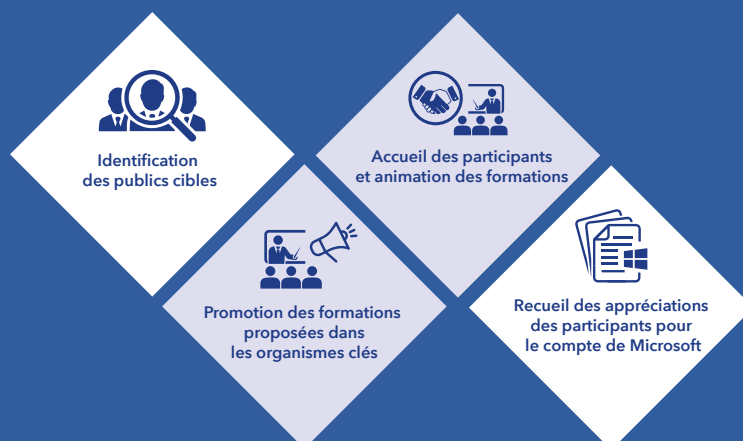 Identification
des publics cibles
Promotion des formations
proposées dans
les organismes clés
Accueil des participants
et animation des formations
Recueil des appréciations
des participants pour
le compte de Microsoft